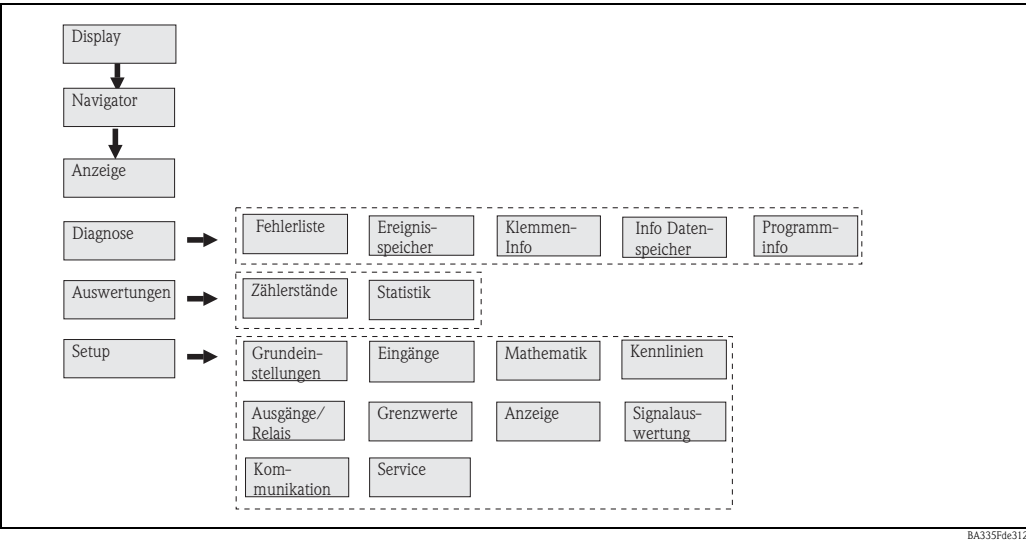 Display
Navigator
Anzeige
Diagnose
Fehlerliste
Ereignis-
speicher
Klemmen-
Info
Info Daten-
speicher
Programm-
info
Auswertungen
Zählerstände
Statistik
Setup
Grundein-
stellungen
Eingänge
Mathematik
Kennlinien
Ausgänge/
Relais
Grenzwerte
Anzeige
Signalaus-
wertung
Kom-
munikation
Service
BA335Fde312